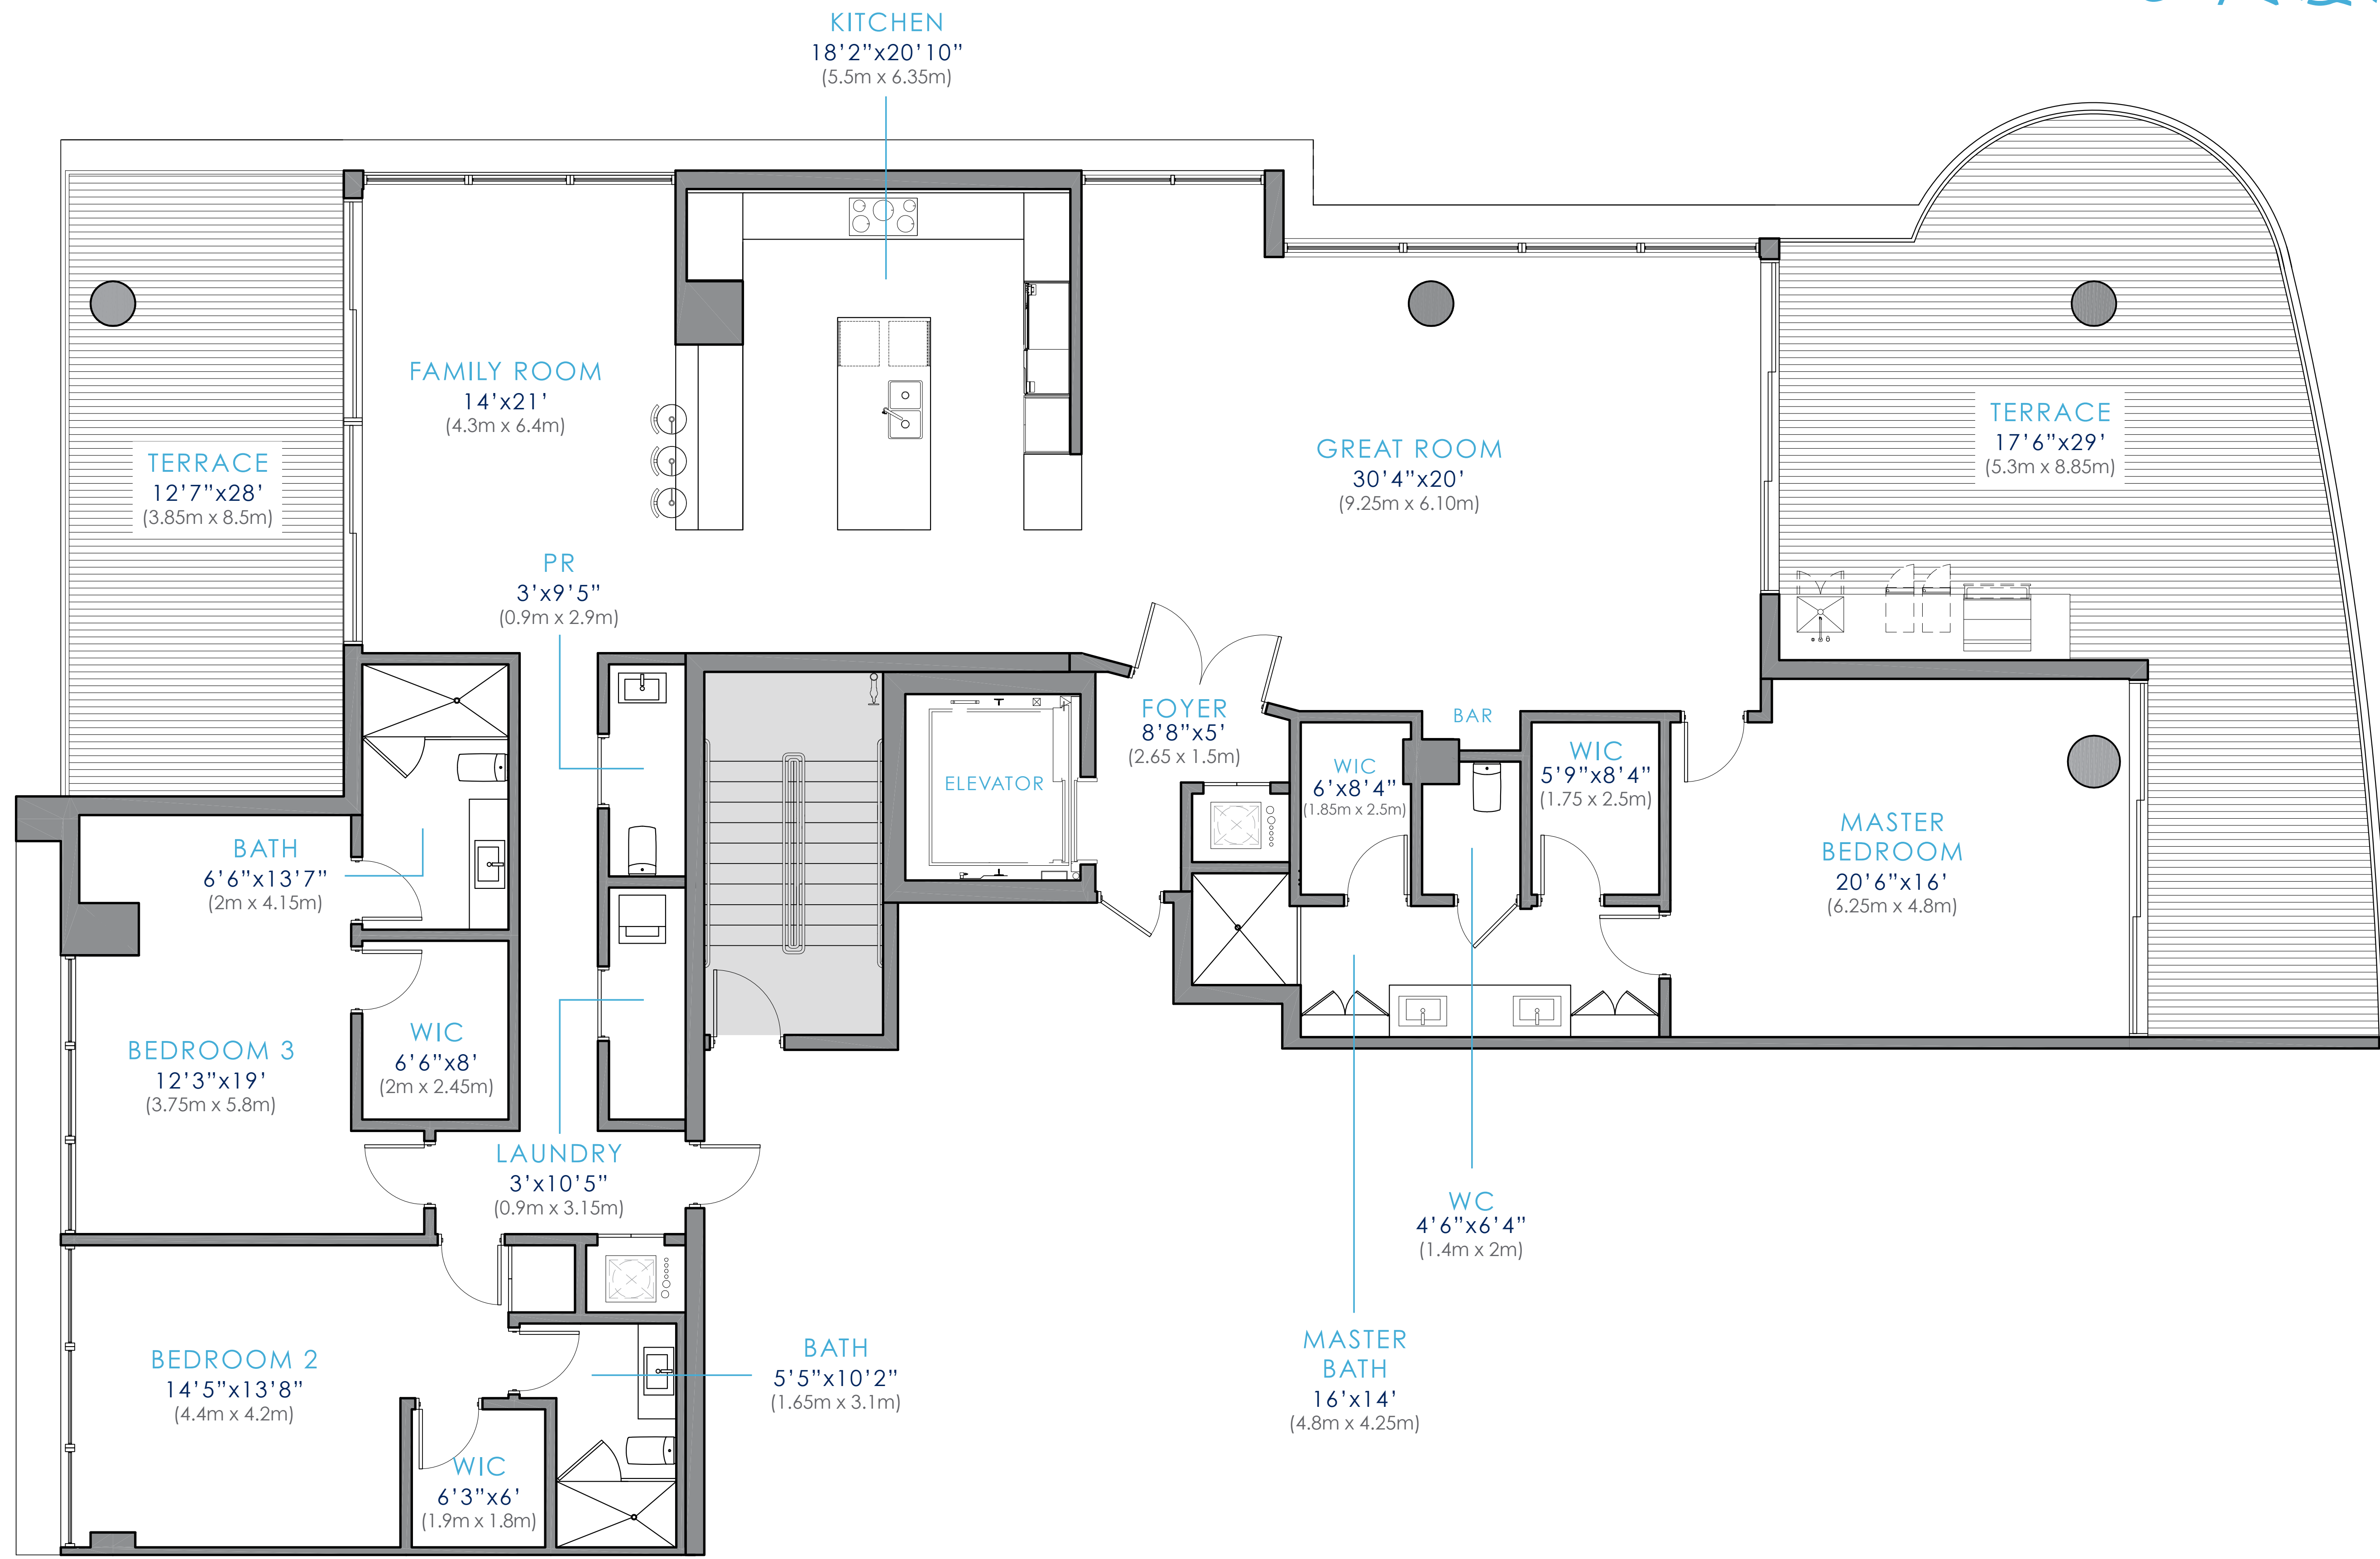 KITCHEN
18'2”x20'10”
(5.5m x 6.35m)
FAMILY ROOM
14'x21'
(4.3m x 6.4m)
TERRACE
12'7”x28'
(3.85m x 8.5m)
GREAT ROOM
30'4”x20'
(9.25m x 6.10m)
TERRACE
17'6”x29'
(5.3m x 8.85m)
PR
3'x9'5”
(0.9m x 2.9m)
FOYER
8'8”x5'
(2.65 x 1.5m)
BAR
ELEVATOR
WIC
6'x8'4”
(1.85m x 2.5m)
WIC
5'9”x8'4”
(1.75 x 2.5m)
MASTER
BEDROOM
20'6”x16'
(6.25m x 4.8m)
BATH
6'6”x13'7”
(2m x 4.15m)
WIC
6'6”x8'
(2m x 2.45m)
BEDROOM 3
12'3”x19'
(3.75m x 5.8m)
LAUNDRY
3'x10'5”
(0.9m x 3.15m)
WC
4'6”x6'4”
(1.4m x 2m)
BEDROOM 2
14'5”x13'8”
(4.4m x 4.2m)
BATH
5'5”x10'2”
(1.65m x 3.1m)
MASTER
BATH
16'x14'
(4.8m x 4.25m)
WIC
6'3”x6'
(1.9m x 1.8m)